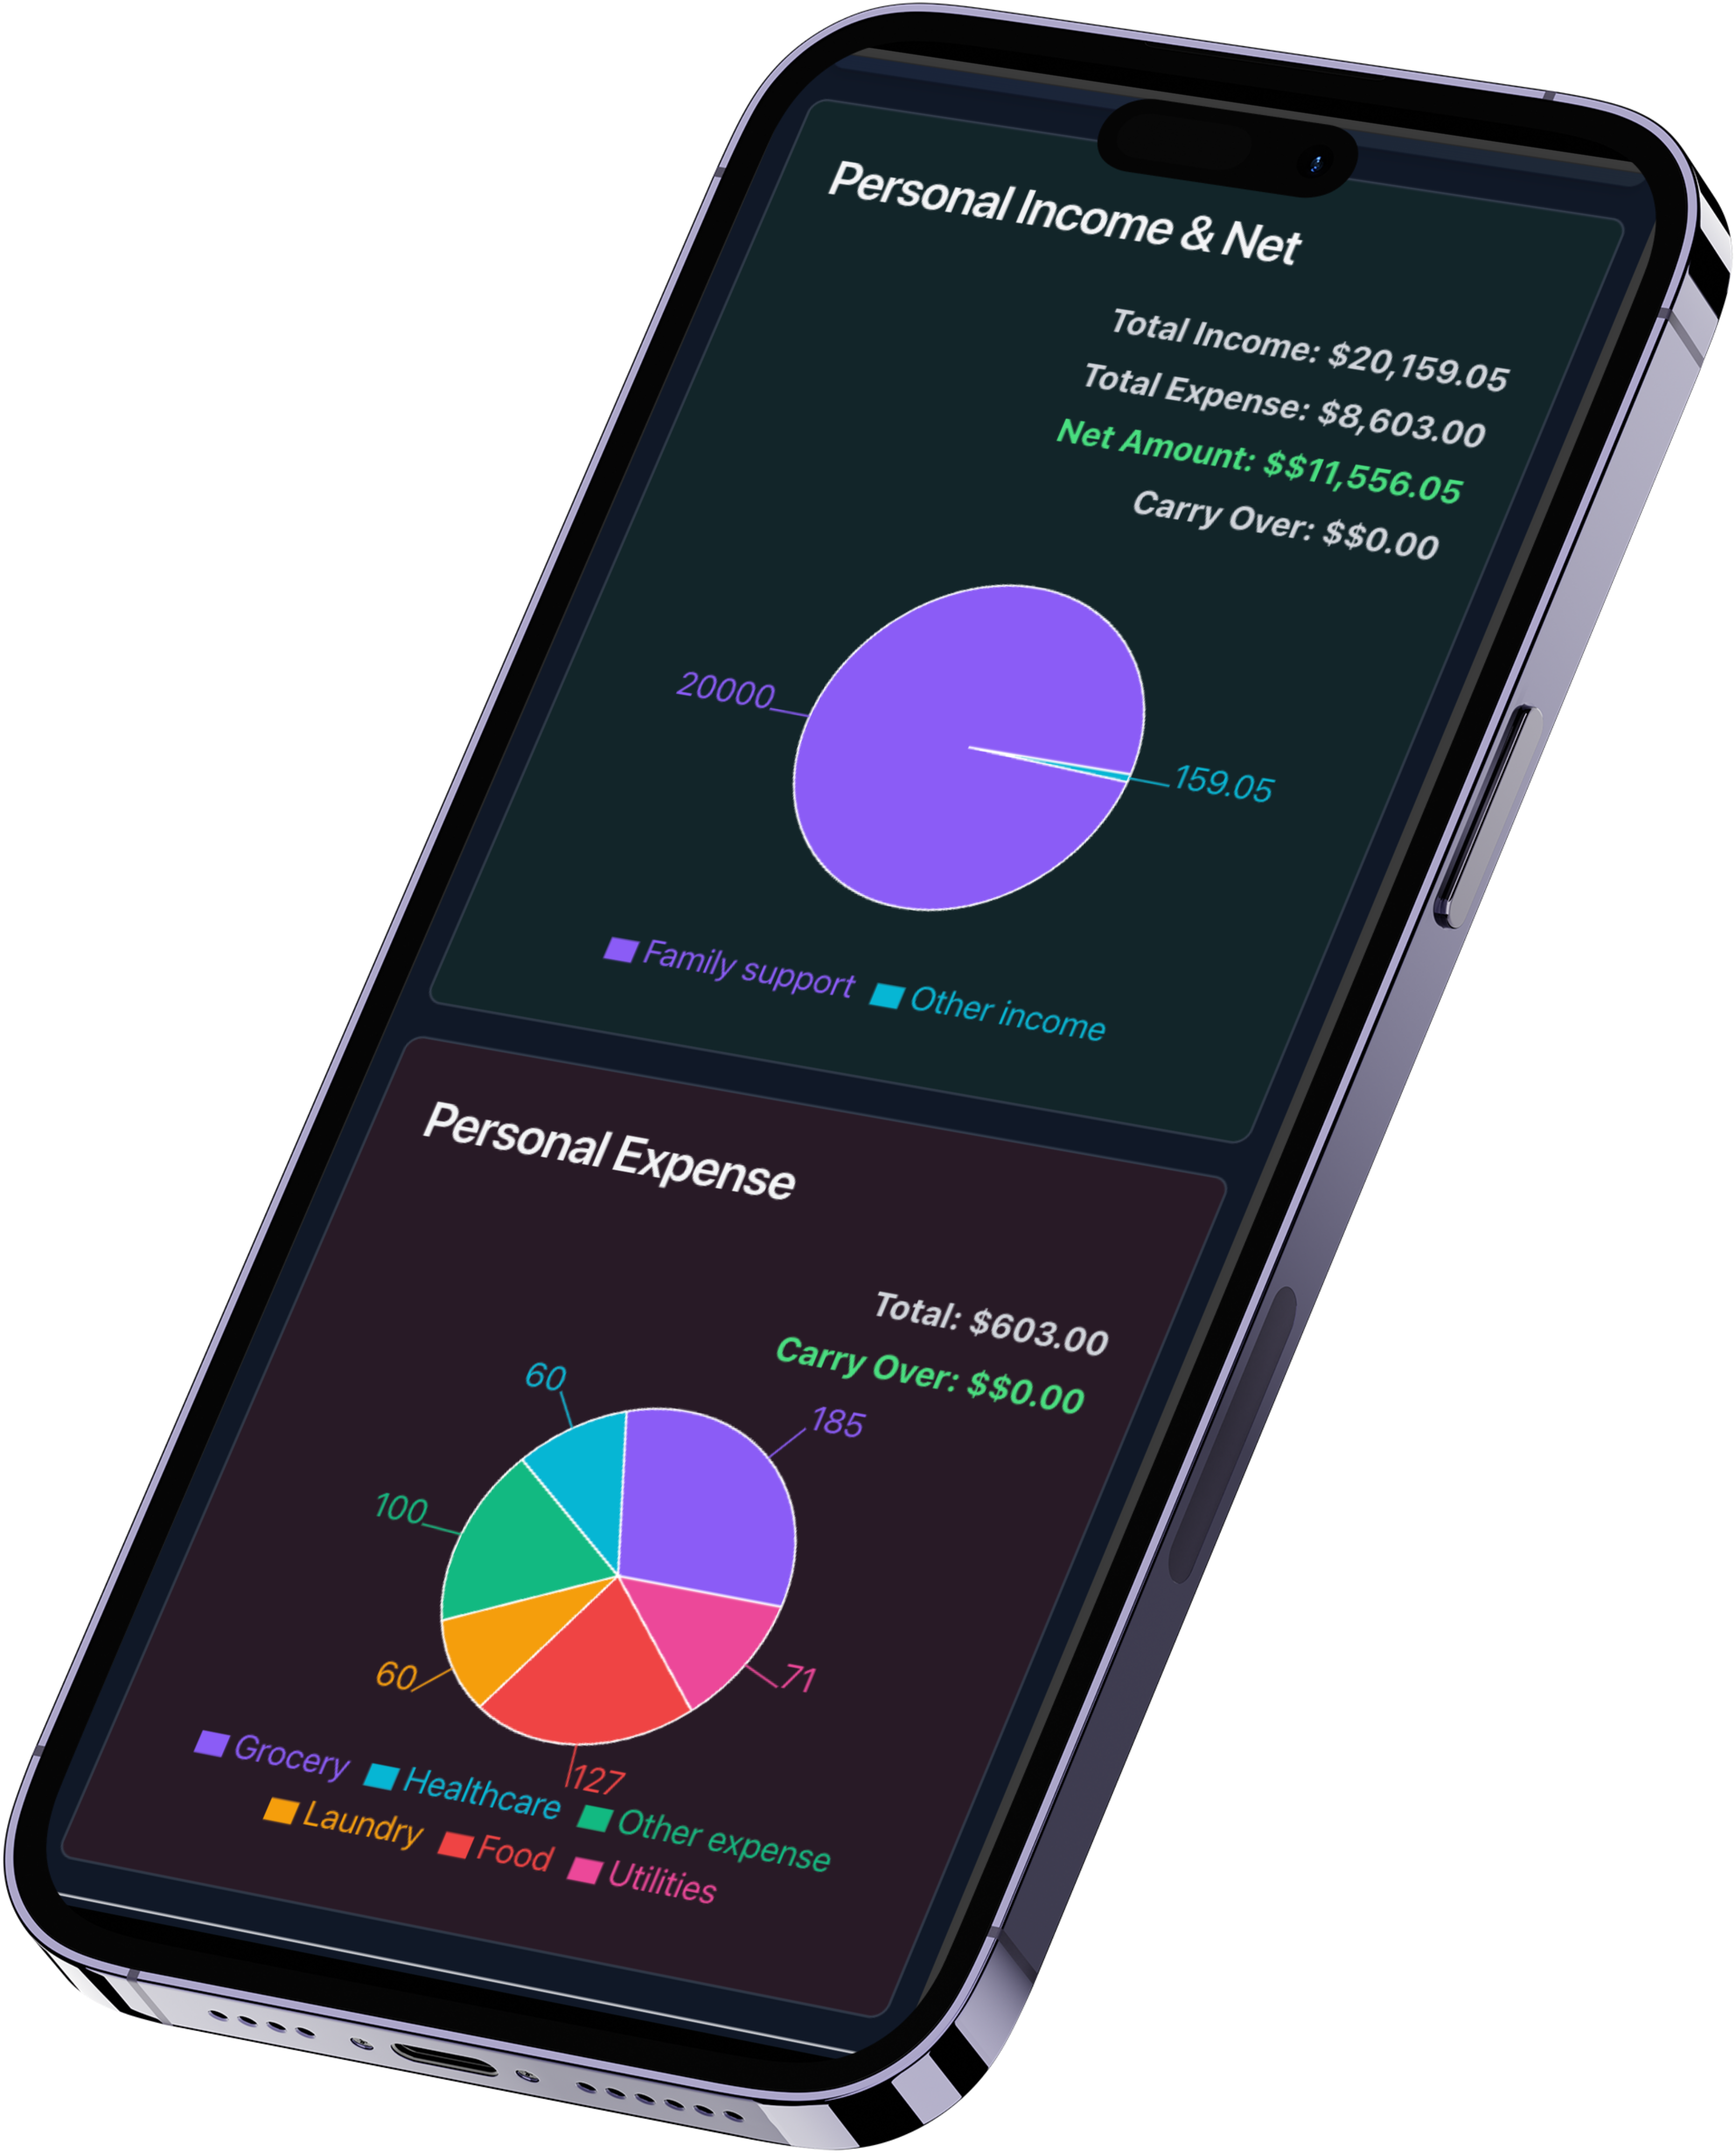 Personal Income & Net
Total Income: $20,159.05
Total Expense: $8,603.00
Net Amount: $$11,556.05
Carry Over: $$0.00
20000
159.05
Family support Other income
Personal Expense
Total: $603.00
Carry Over: $$0.00
60
185
100
60
71
127
Grocery Healthcare Other expense
Laundry Food Utilities